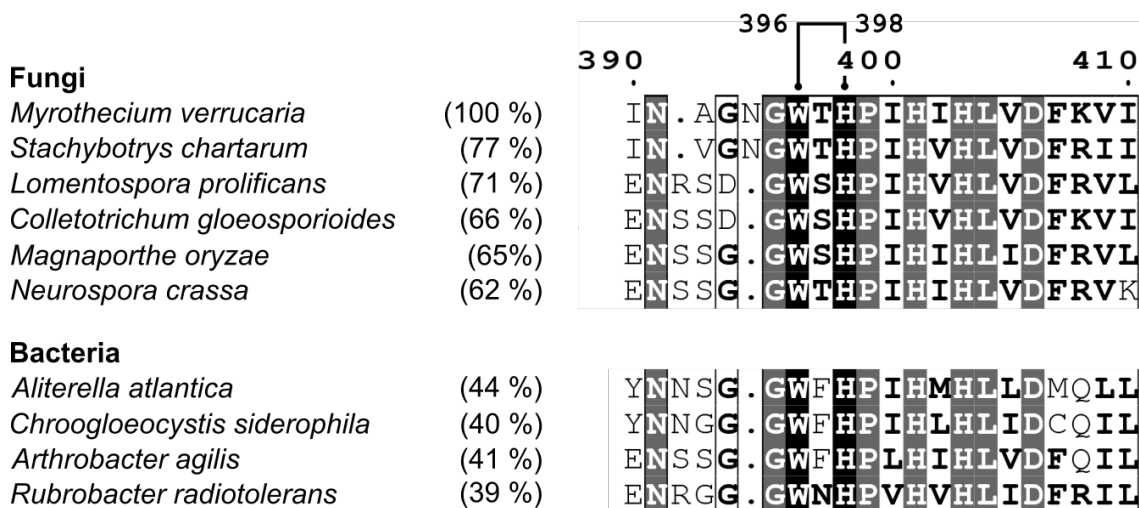 396 398
390 400 410
Fungi
Myrothecium verrucaria (100 %) IN.AGNGWTHPIHIHLVDFKVI
Stachybotrys chartarum (77 %) IN.VGNGWTHPIHVHLVDFRII
Lomentospora prolificans (71 %) ENRSD.GWSHPIHVHLVDFRVL
Colletotrichum gloeosporioides (66 %) ENSSD.GWSHPIHVHLVDFKVI
Magnaporthe oryzae (65%) ENSSG.GWSHPIHIHLIDFRVL
Neurospora crassa (62 %) ENSSG.GWTHPIHIHLVDFRVK
Bacteria
Aliterella atlantica (44 %) YNNSG.GWFHPIHMHLLDMQLL
Chroogloeocystis siderophila (40 %) YNNGG.GWFHPIHLHLIDCQIL
Arthrobacter agilis (41 %) ENSSG.GWFHPLHIHLVDFQIL
Rubrobacter radiotolerans (39 %) ENRGG.GWNHPVHVHLIDFRIL